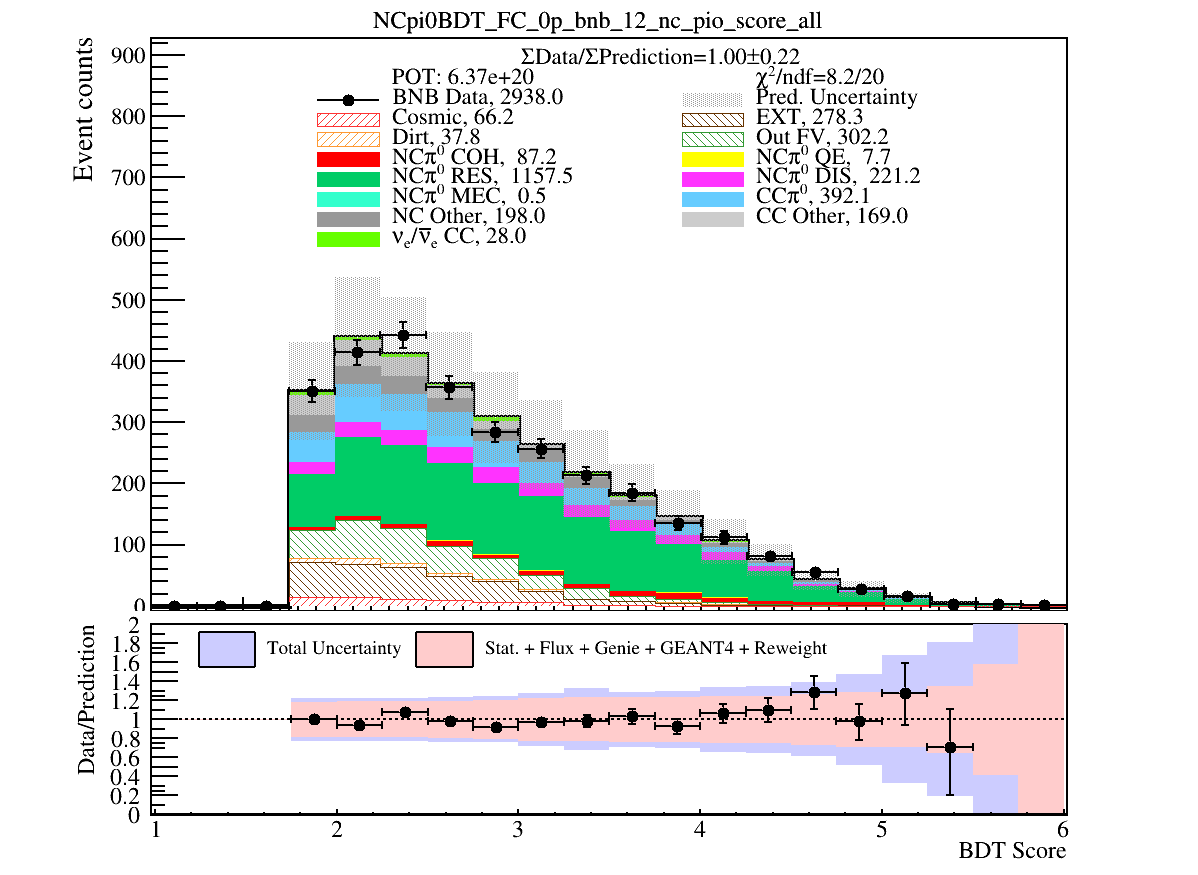 NCpi0BDT_FC_0p_bnb_12_nc_pio_score_all
ΣData/ΣPrediction=1.00±0.22
POT: 6.37e+20
χ²/ndf=8.2/20
BNB Data, 2938.0
Pred. Uncertainty
Cosmic, 66.2
EXT, 278.3
Dirt, 37.8
Out FV, 302.2
NCπ⁰ COH, 87.2
NCπ⁰ QE, 7.7
NCπ⁰ RES, 1157.5
NCπ⁰ DIS, 221.2
NCπ⁰ MEC, 0.5
CCπ⁰, 392.1
NC Other, 198.0
CC Other, 169.0
νₑ/ν̅ₑ CC, 28.0
Event counts
900
800
700
600
500
400
300
200
100
0
Data/Prediction
Total Uncertainty
Stat. + Flux + Genie + GEANT4 + Reweight
2
1.8
1.6
1.4
1.2
1
0.8
0.6
0.4
0.2
0
1 2 3 4 5 6
BDT Score